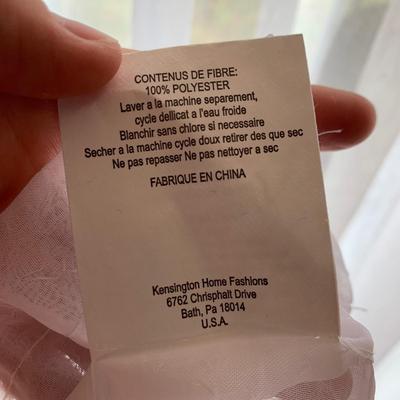 CONTENUS DE FIBRE:
100% POLYESTER
Laver a la machine separement,
cycle dellicat a l'eau froide
Blanchir sans chlore si necessaire
Secher a la machine cycle doux retirer des que sec
Ne pas repasser Ne pas nettoyer a sec
FABRIQUE EN CHINA
Kensington Home Fashions
6762 Chrisphalt Drive
Bath, Pa 18014
U.S.A.